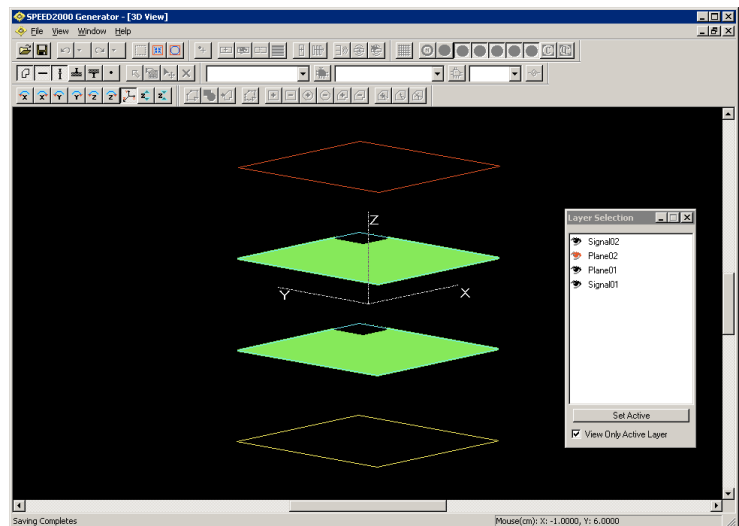 SPEED2000 Generator - [3D View]
File View Window Help
Z
Y
X
Layer Selection
Signal02
Plane02
Plane01
Signal01
Set Active
View Only Active Layer
Saving Completes
Mouse(cm): X: -1.0000, Y: 6.0000